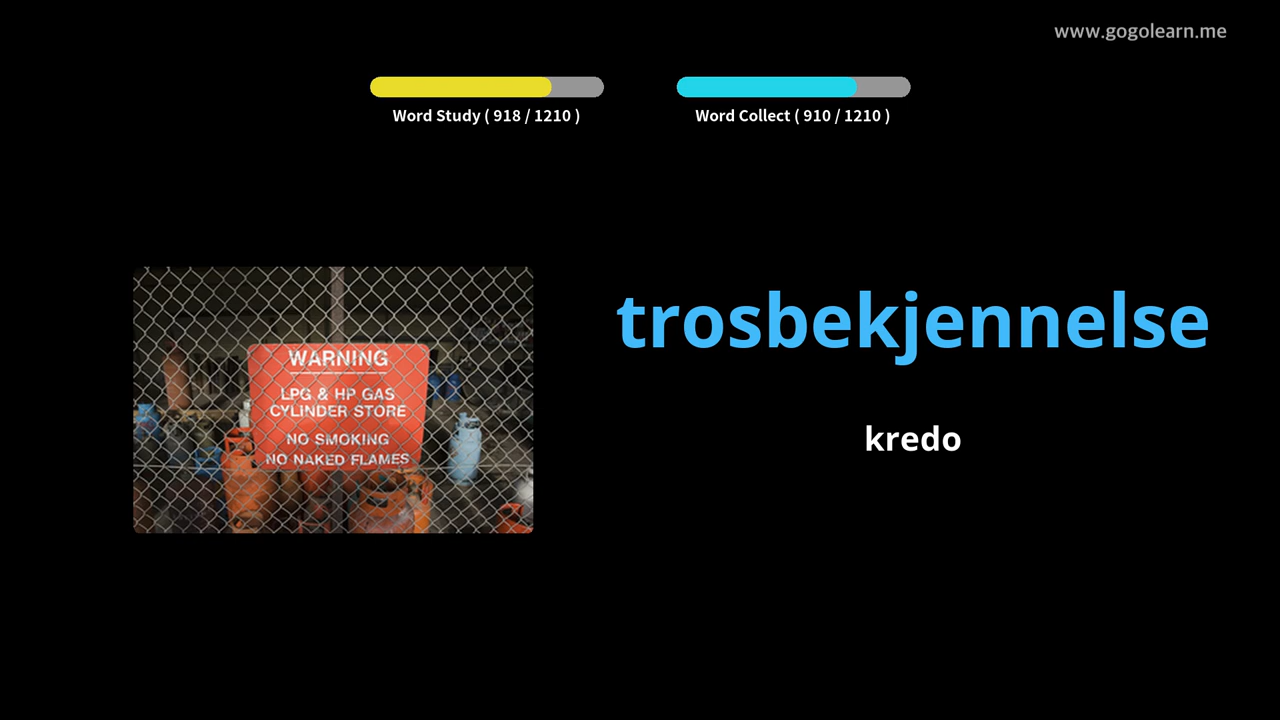 www.gogolearn.me
Word Study ( 918 / 1210 )
Word Collect ( 910 / 1210 )
WARNING
LPG & HP GAS
CYLINDER STORE
NO SMOKING
NO NAKED FLAMES
trosbekjennelse
kredo